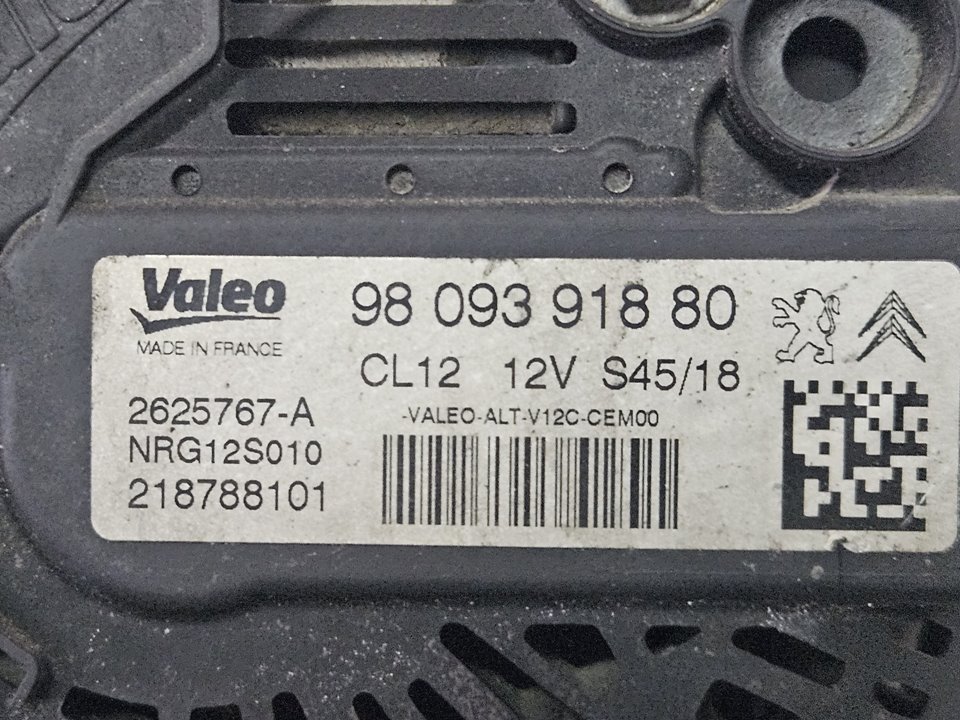 Valeo
MADE IN FRANCE
98 093 918 80
CL12 12V S45/18
-VALEO-ALT-V12C-CEM00
2625767-A
NRG12S010
218788101